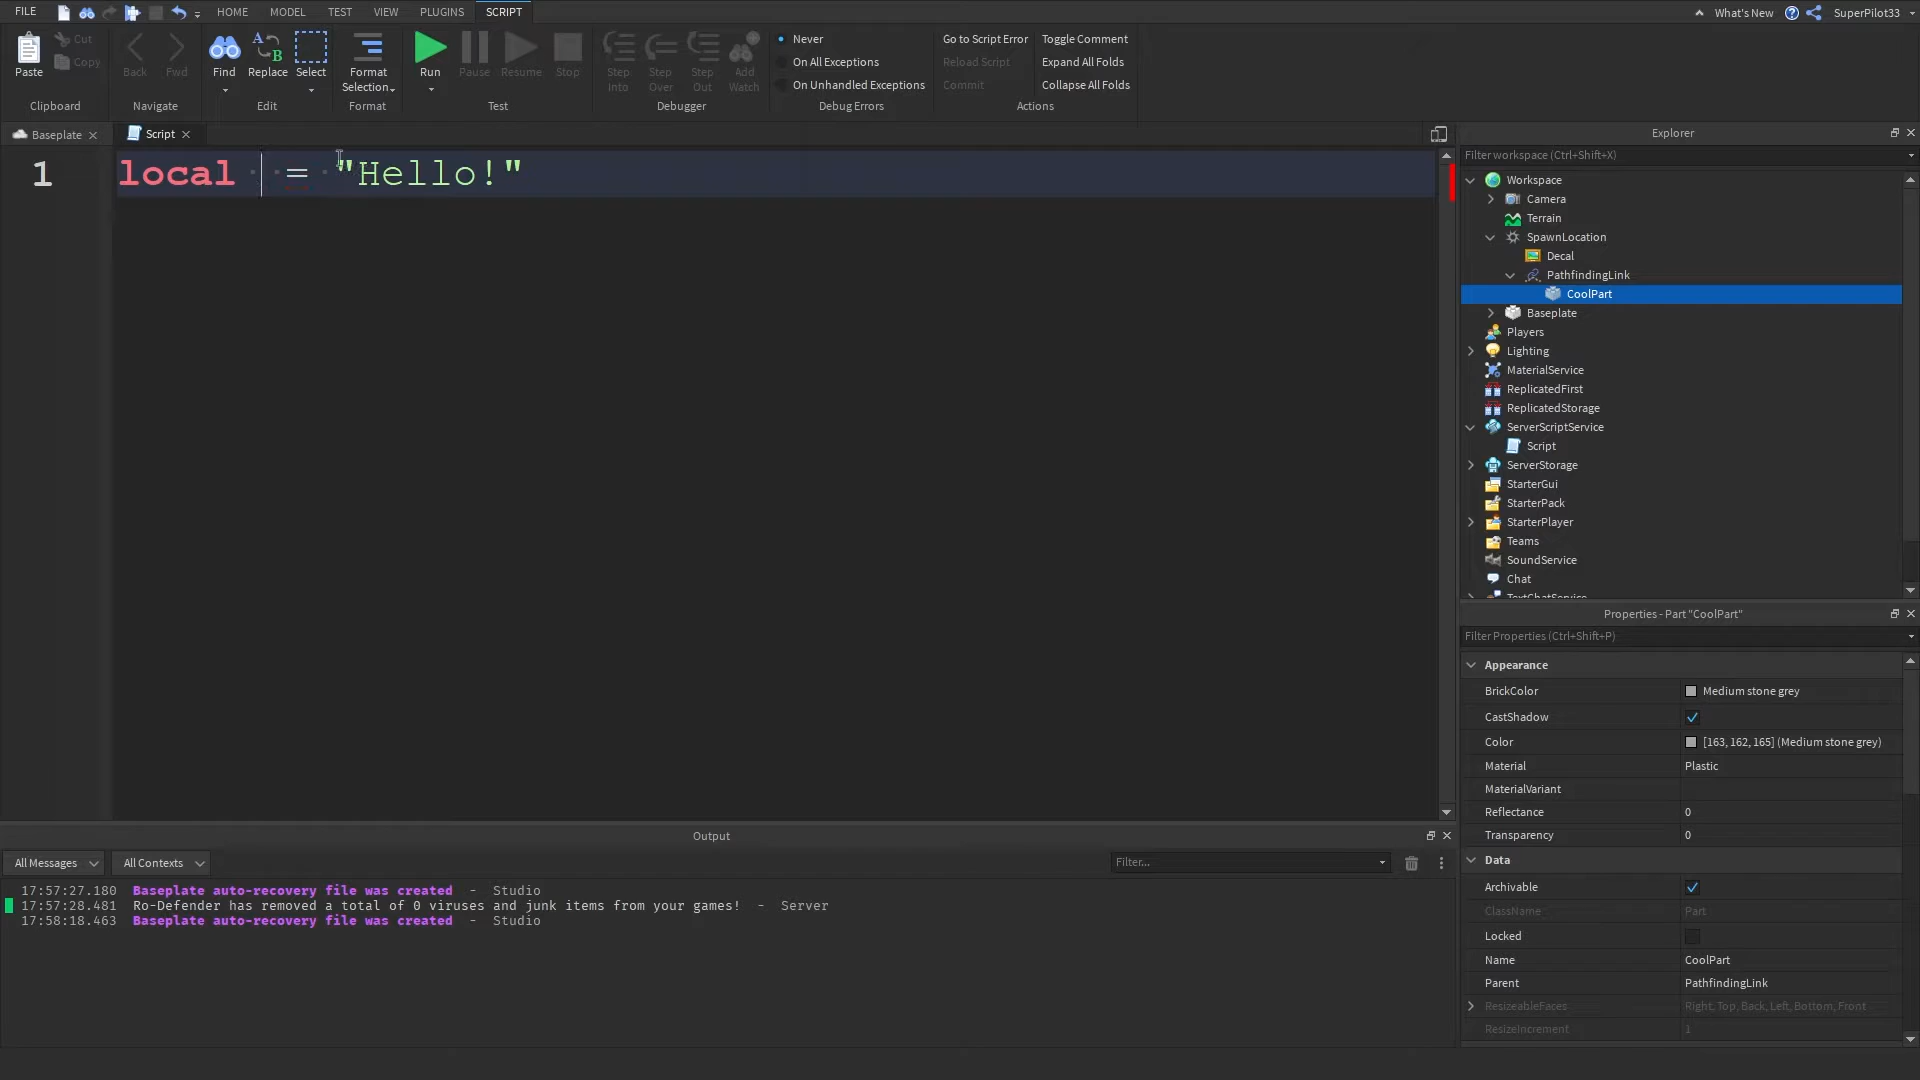 FILE HOME MODEL TEST VIEW PLUGINS SCRIPT What's New SuperPilot33
Paste Cut Copy Clipboard
Back Fwd Navigate
Find Replace Select Edit
Format Selection Format
Run Pause Resume Stop Test
Step Into Step Over Step Out Add Watch Debugger
Never
On All Exceptions
On Unhandled Exceptions
Debug Errors
Go to Script Error Toggle Comment
Reload Script Expand All Folds
Commit Collapse All Folds
Actions
Baseplate Script
1 local = "Hello!"
Explorer
Filter workspace (Ctrl+Shift+X)
Workspace
Camera
Terrain
SpawnLocation
Decal
PathfindingLink
CoolPart
Baseplate
Players
Lighting
MaterialService
ReplicatedFirst
ReplicatedStorage
ServerScriptService
Script
ServerStorage
StarterGui
StarterPack
StarterPlayer
Teams
SoundService
Chat
TextChatService
Properties - Part "CoolPart"
Filter Properties (Ctrl+Shift+P)
Appearance
BrickColor Medium stone grey
CastShadow
Color [163, 162, 165] (Medium stone grey)
Material Plastic
MaterialVariant
Reflectance 0
Transparency 0
Data
Archivable
ClassName Part
Locked
Name CoolPart
Parent PathfindingLink
ResizeableFaces Right, Top, Back, Left, Bottom, Front
ResizeIncrement 1
Output
All Messages All Contexts Filter...
17:57:27.180 Baseplate auto-recovery file was created - Studio
17:57:28.481 Ro-Defender has removed a total of 0 viruses and junk items from your games! - Server
17:58:18.463 Baseplate auto-recovery file was created - Studio